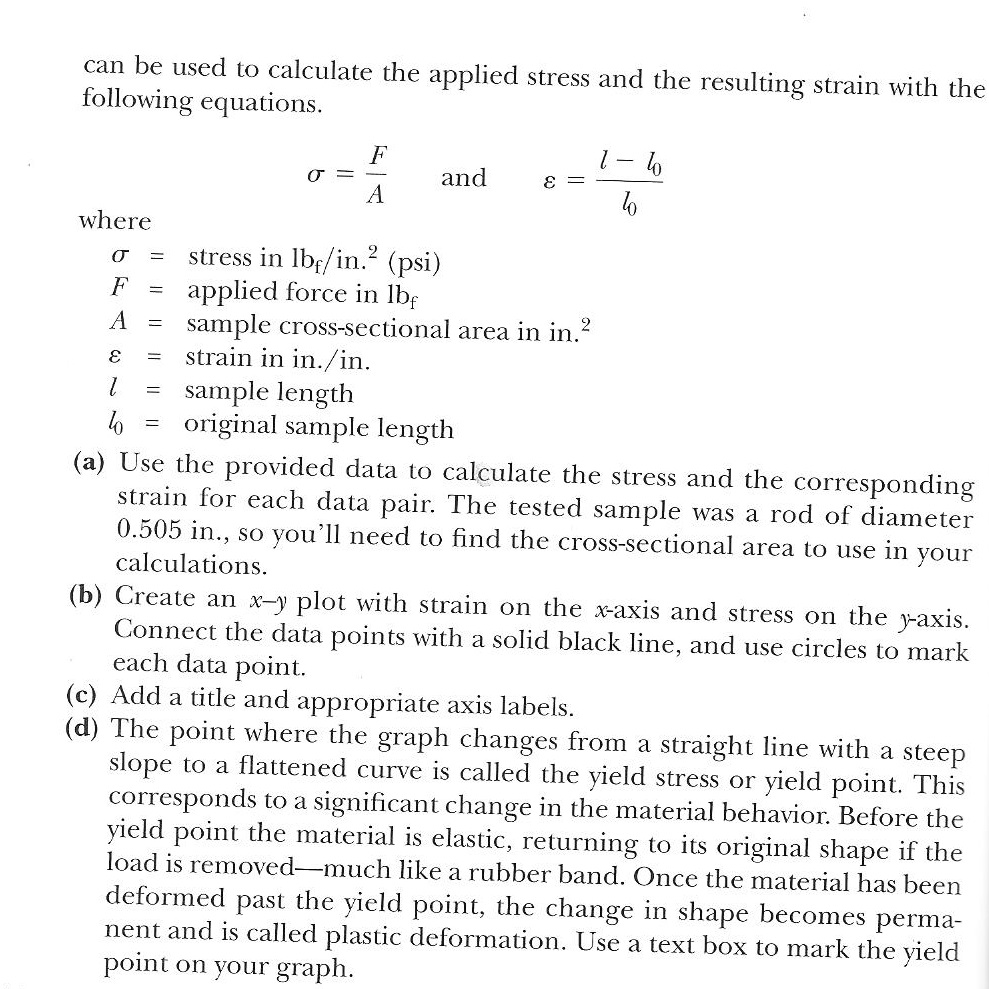 can be used to calculate the applied stress and the resulting strain with the
following equations.
σ = F/A and ε = (l − l₀)/l₀
where
σ = stress in lb_f/in.² (psi)
F = applied force in lb_f
A = sample cross-sectional area in in.²
ε = strain in in./in.
l = sample length
l₀ = original sample length
(a) Use the provided data to calculate the stress and the corresponding
strain for each data pair. The tested sample was a rod of diameter
0.505 in., so you'll need to find the cross-sectional area to use in your
calculations.
(b) Create an x–y plot with strain on the x-axis and stress on the y-axis.
Connect the data points with a solid black line, and use circles to mark
each data point.
(c) Add a title and appropriate axis labels.
(d) The point where the graph changes from a straight line with a steep
slope to a flattened curve is called the yield stress or yield point. This
corresponds to a significant change in the material behavior. Before the
yield point the material is elastic, returning to its original shape if the
load is removed—much like a rubber band. Once the material has been
deformed past the yield point, the change in shape becomes perma-
nent and is called plastic deformation. Use a text box to mark the yield
point on your graph.